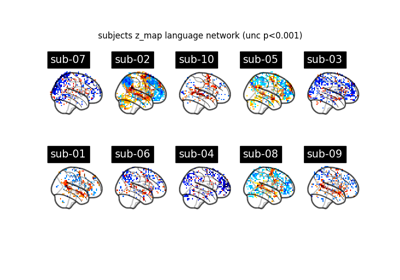 subjects z_map language network (unc p<0.001)
sub-07 sub-02 sub-10 sub-05 sub-03
sub-01 sub-06 sub-04 sub-08 sub-09